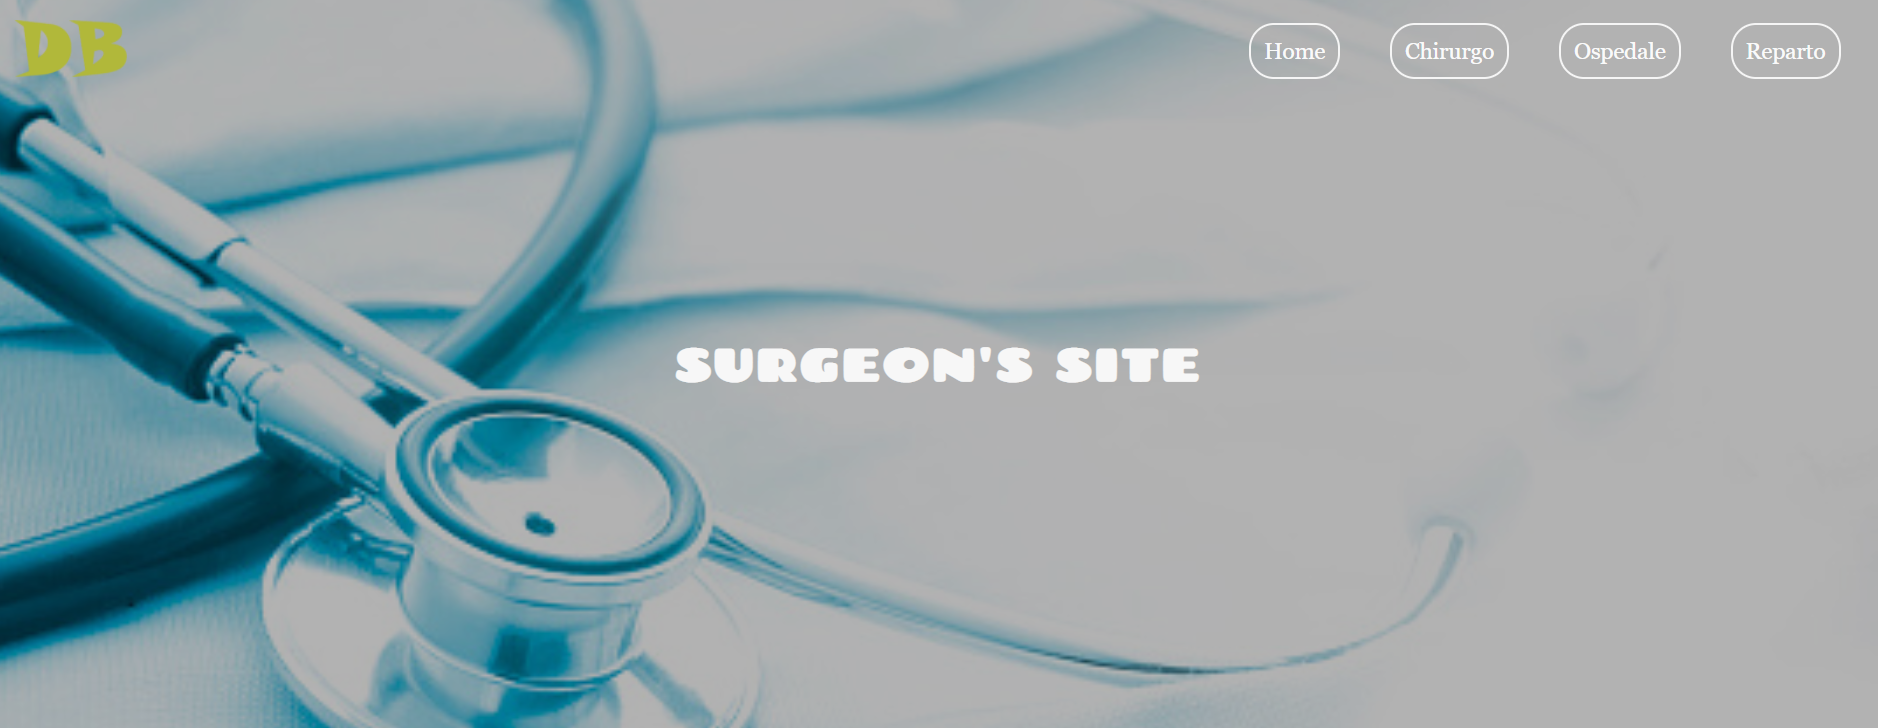 DB
Home
Chirurgo
Ospedale
Reparto
SURGEON'S SITE